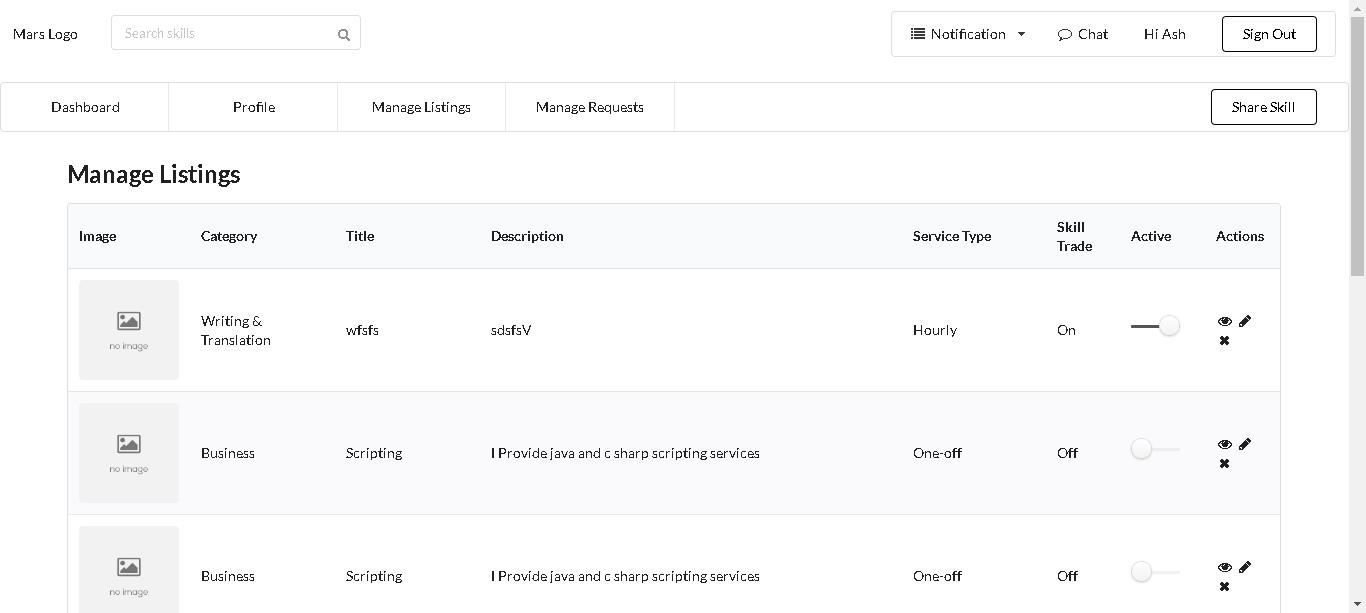 Mars Logo
Search skills
Notification
Chat
Hi Ash
Sign Out
Dashboard
Profile
Manage Listings
Manage Requests
Share Skill
Manage Listings
Image
Category
Title
Description
Service Type
Skill
Trade
Active
Actions
no image
Writing &
Translation
wfsfs
sdsfsV
Hourly
On
no image
Business
Scripting
I Provide java and c sharp scripting services
One-off
Off
no image
Business
Scripting
I Provide java and c sharp scripting services
One-off
Off